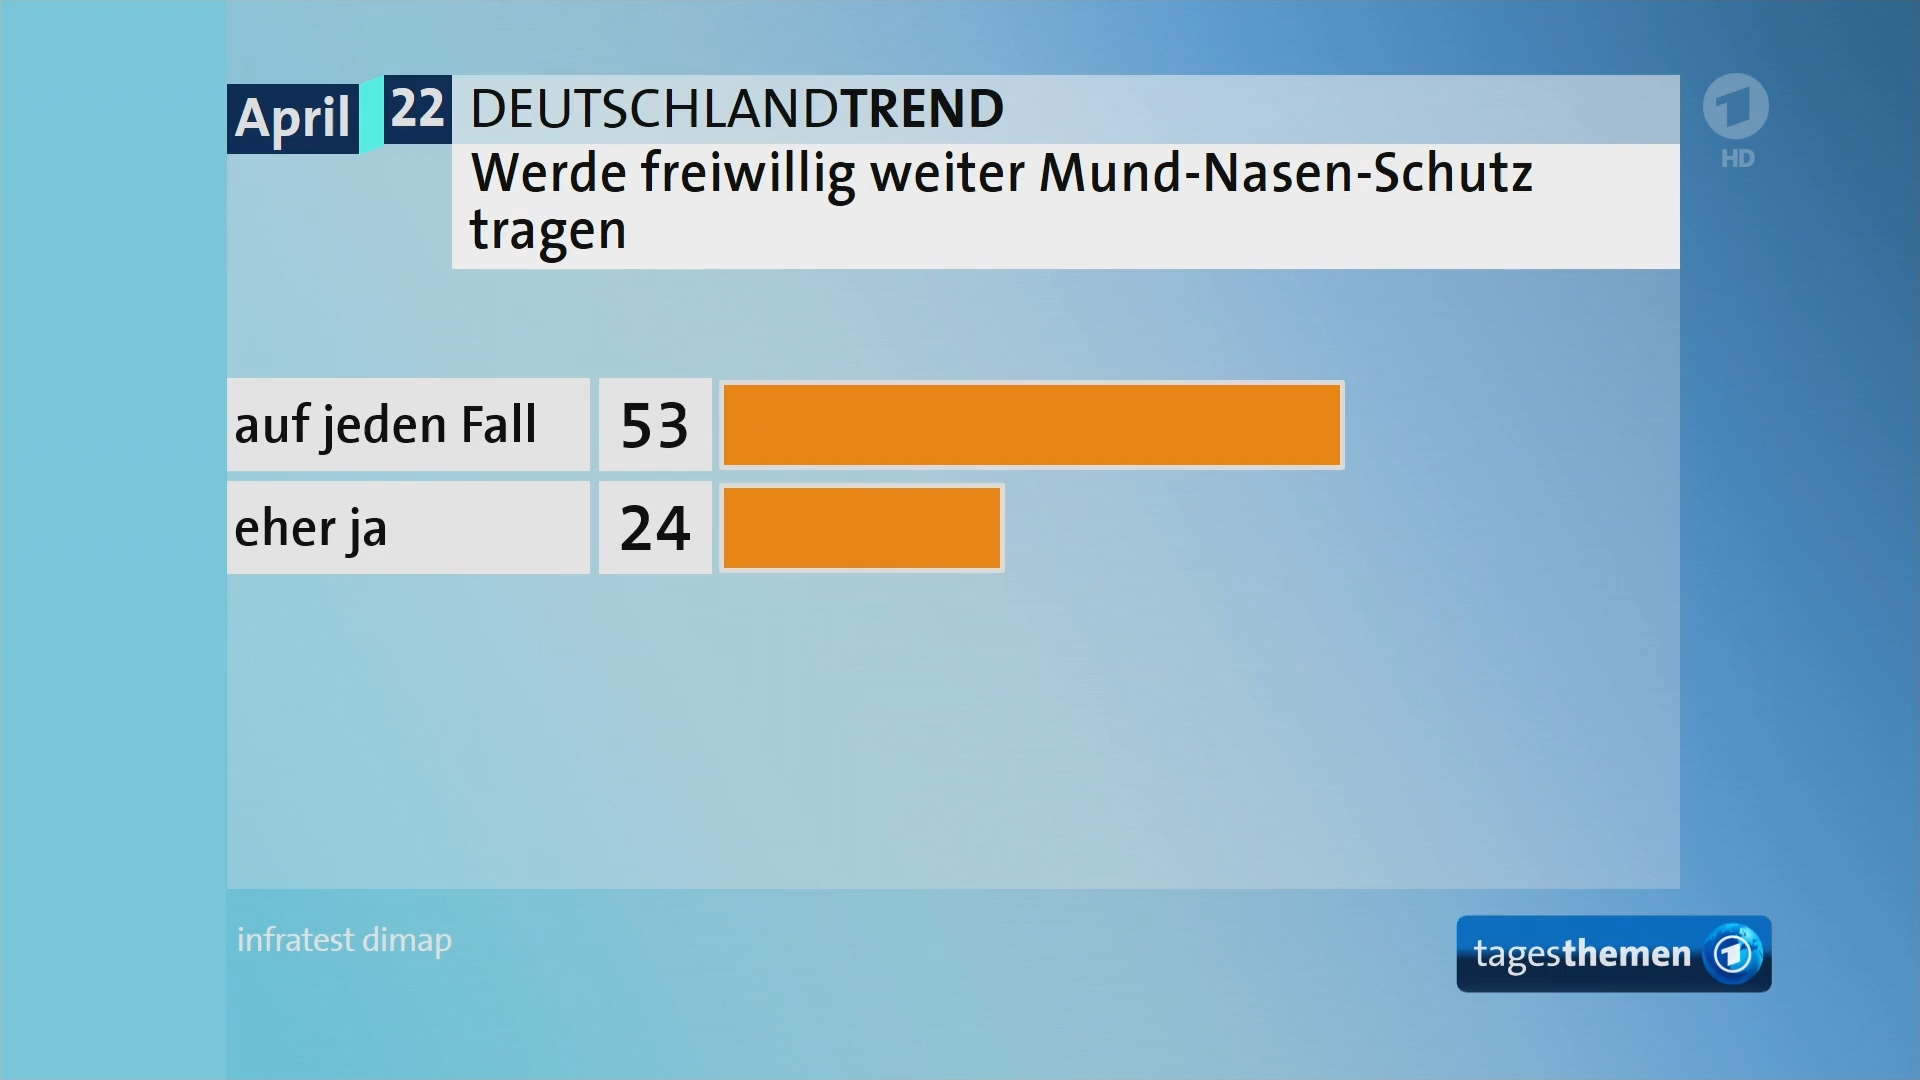 April 22 DEUTSCHLANDTREND
Werde freiwillig weiter Mund-Nasen-Schutz
tragen
HD
auf jeden Fall 53
eher ja 24
infratest dimap
tagesthemen